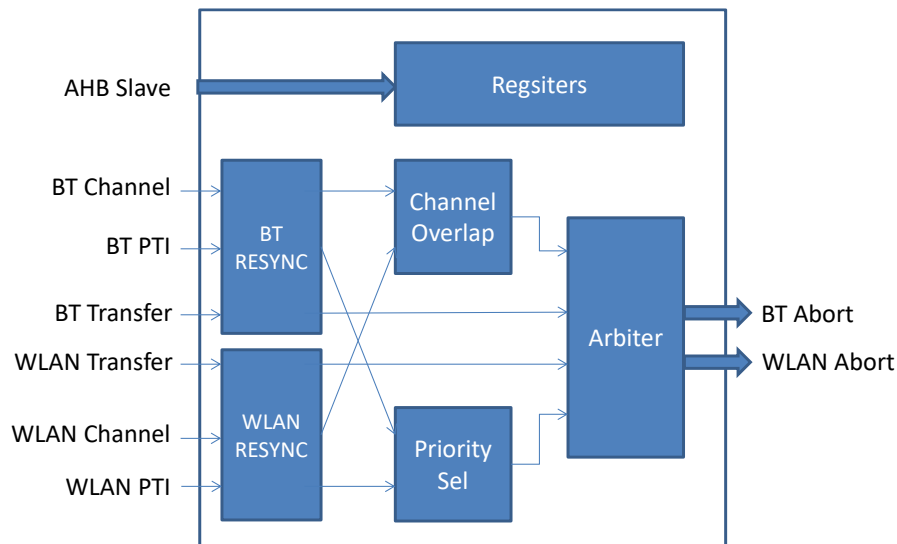 AHB Slave
Regsiters
BT Channel
BT PTI
BT Transfer
WLAN Transfer
WLAN Channel
WLAN PTI
BT
RESYNC
WLAN
RESYNC
Channel
Overlap
Priority
Sel
Arbiter
BT Abort
WLAN Abort